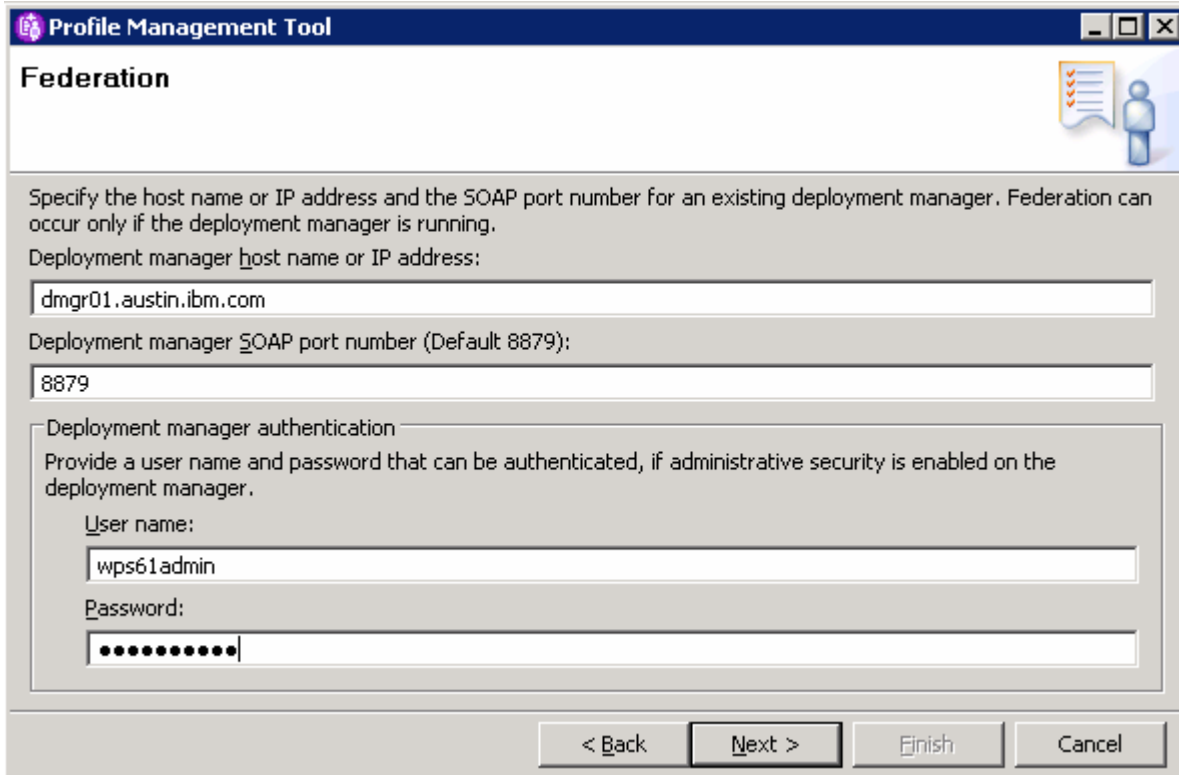 Profile Management Tool
Federation
Specify the host name or IP address and the SOAP port number for an existing deployment manager. Federation can
occur only if the deployment manager is running.
Deployment manager host name or IP address:
dmgr01.austin.ibm.com
Deployment manager SOAP port number (Default 8879):
8879
Deployment manager authentication
Provide a user name and password that can be authenticated, if administrative security is enabled on the
deployment manager.
User name:
wps61admin
Password:
●●●●●●●●●●
< Back Next > Finish Cancel